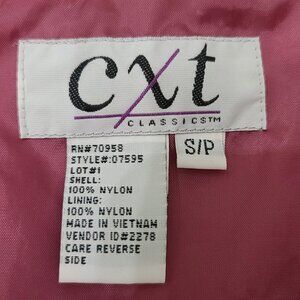 cxt
CLASSICS™
S/P
RN#70958
STYLE#:07595
LOT#1
SHELL:
100% NYLON
LINING:
100% NYLON
MADE IN VIETNAM
VENDOR ID#2278
CARE REVERSE
SIDE